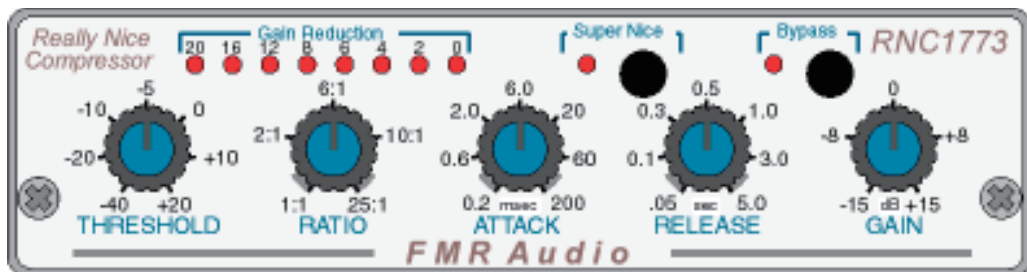 Really Nice
Compressor
Gain Reduction
20 16 12 8 6 4 2 0
Super Nice
Bypass
RNC1773
-5
-10 0
-20 +10
-40 +20
THRESHOLD
6:1
2:1 10:1
1:1 25:1
RATIO
6.0
2.0 20
0.6 60
0.2 msec 200
ATTACK
0.5
0.3 1.0
0.1 3.0
.05 sec 5.0
RELEASE
0
-8 +8
-15 dB +15
GAIN
FMR Audio